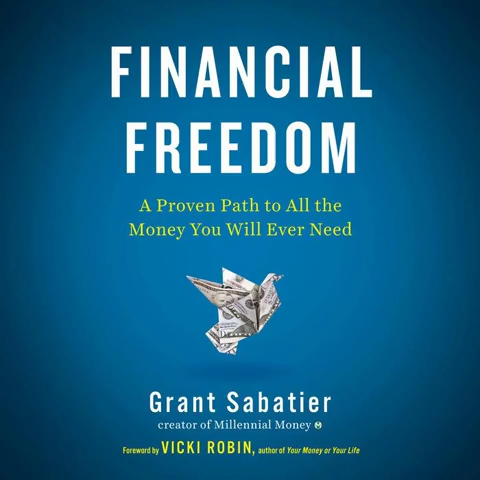 FINANCIAL
FREEDOM
A Proven Path to All the
Money You Will Ever Need
Grant Sabatier
creator of Millennial Money
Foreword by VICKI ROBIN, author of Your Money or Your Life